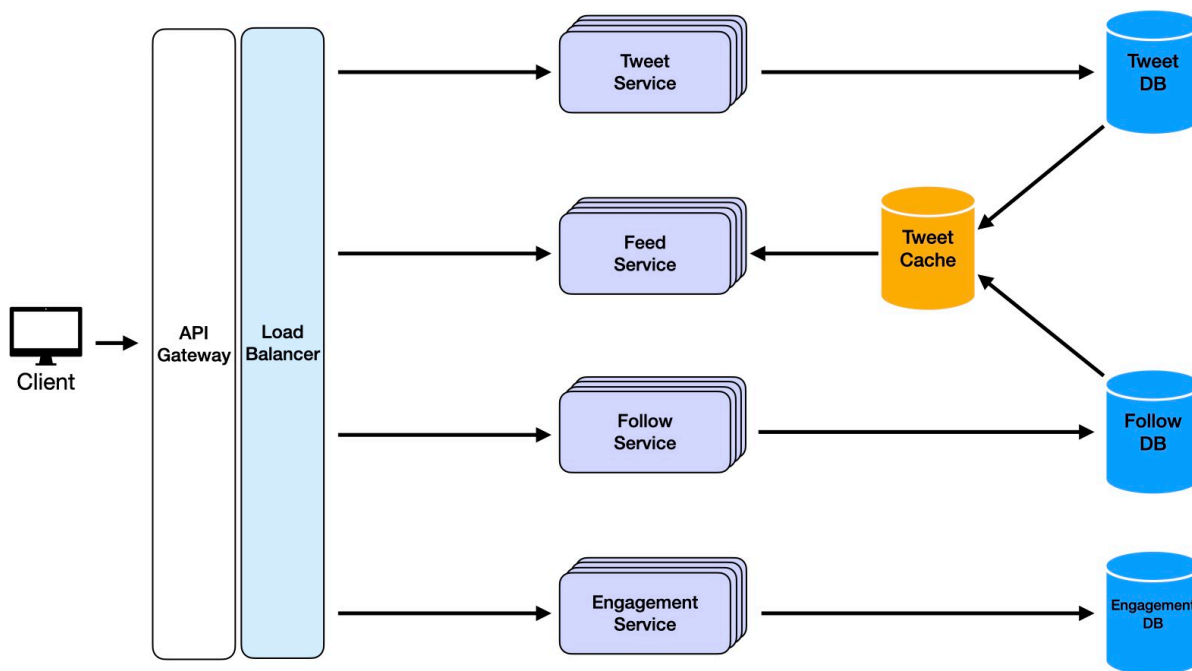 Tweet
Service
Tweet
DB
Feed
Service
Tweet
Cache
Client
API
Gateway
Load
Balancer
Follow
Service
Follow
DB
Engagement
Service
Engagement
DB